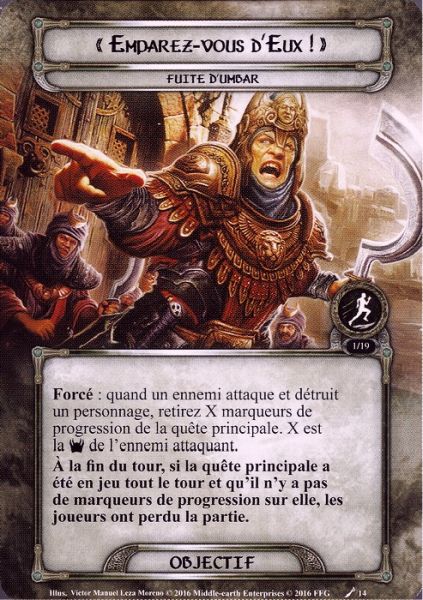 « Emparez-vous d'Eux ! »
Fuite d'Umbar
1/19
Forcé : quand un ennemi attaque et détruit
un personnage, retirez X marqueurs de
progression de la quête principale. X est
la de l'ennemi attaquant.
À la fin du tour, si la quête principale a
été en jeu tout le tour et qu'il n'y a pas
de marqueurs de progression sur elle, les
joueurs ont perdu la partie.
Objectif
Illus. Victor Manuel Leza Moreno © 2016 Middle-earth Enterprises © 2016 FFG 14